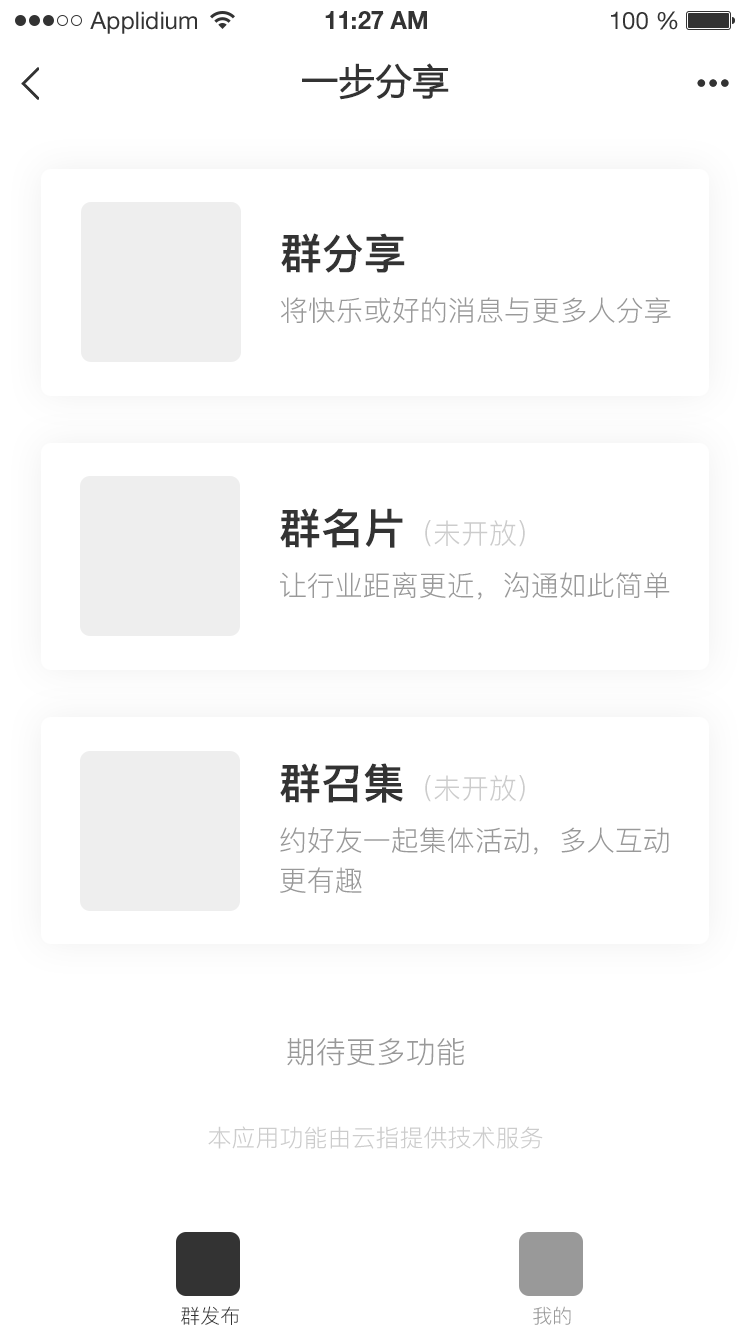 Applidium 11:27 AM 100 %
一步分享
群分享
将快乐或好的消息与更多人分享
群名片（未开放）
让行业距离更近，沟通如此简单
群召集（未开放）
约好友一起集体活动，多人互动
更有趣
期待更多功能
本应用功能由云指提供技术服务
群发布 我的